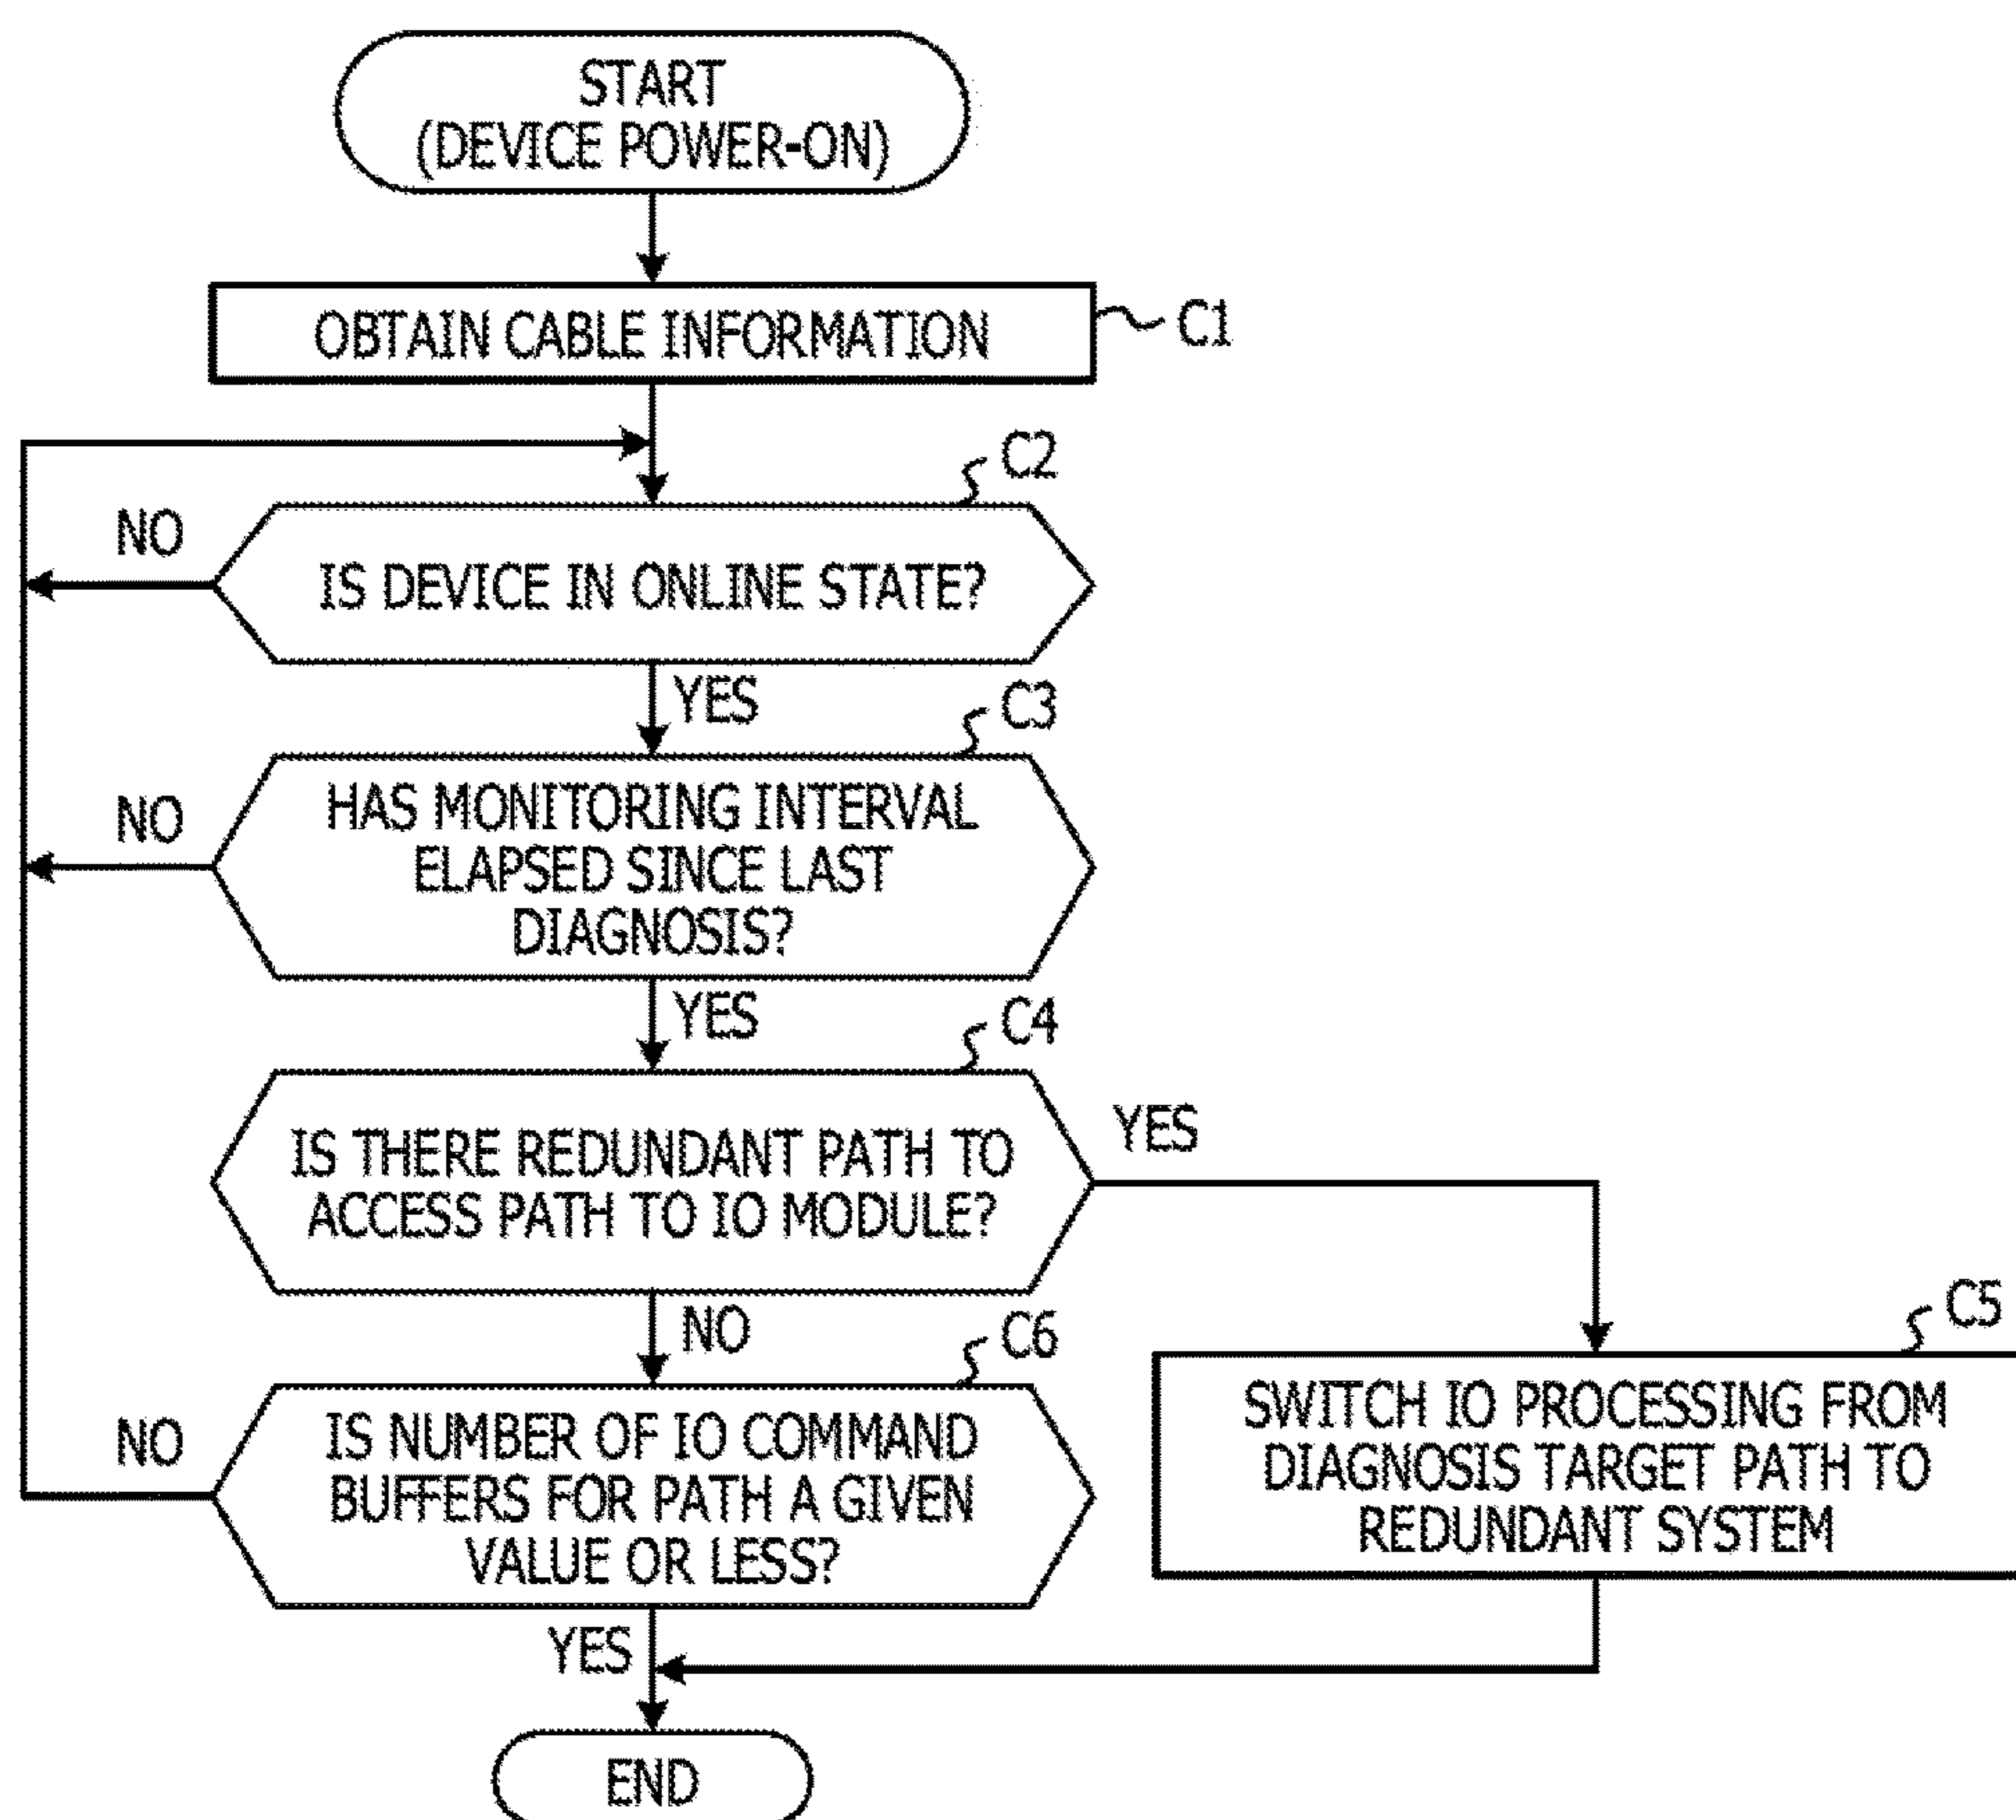 START
(DEVICE POWER-ON)
OBTAIN CABLE INFORMATION
C1
C2
NO
IS DEVICE IN ONLINE STATE?
YES
C3
NO
HAS MONITORING INTERVAL
ELAPSED SINCE LAST
DIAGNOSIS?
YES
C4
IS THERE REDUNDANT PATH TO
ACCESS PATH TO IO MODULE?
YES
NO
C6
C5
SWITCH IO PROCESSING FROM
DIAGNOSIS TARGET PATH TO
REDUNDANT SYSTEM
NO
IS NUMBER OF IO COMMAND
BUFFERS FOR PATH A GIVEN
VALUE OR LESS?
YES
END